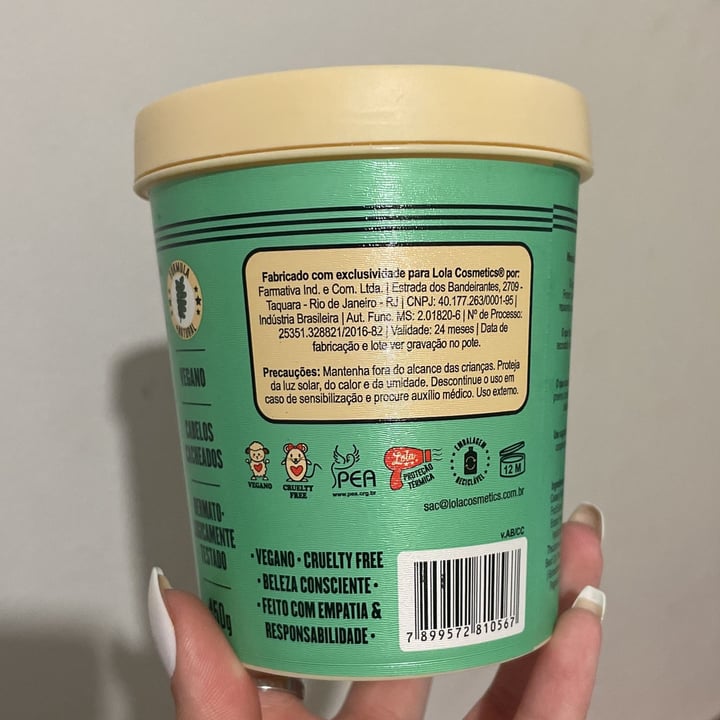 Fabricado com exclusividade para Lola Cosmetics® por:
Farmativa Ind. e Com. Ltda. | Estrada dos Bandeirantes, 2709 -
Taquara - Rio de Janeiro - RJ | CNPJ: 40.177.263/0001-95 |
Indústria Brasileira | Aut. Func. MS: 2.01820-6 | Nº de Processo:
25351.328821/2016-82 | Validade: 24 meses | Data de
fabricação e lote ver gravação no pote.
Precauções: Mantenha fora do alcance das crianças. Proteja
da luz solar, do calor e da umidade. Descontinue o uso em
caso de sensibilização e procure auxílio médico. Uso externo.
FÓRMULA
VEGANO
CABELOS
CACHEADOS
DERMATO-
LOGICAMENTE
TESTADO
450g
VEGANO
CRUELTY
FREE
PEA
www.pea.org.br
Lola
PROTEÇÃO
TÉRMICA
EMBALAGEM
RECICLÁVEL
12 M
sac@lolacosmetics.com.br
v.AB/CC
• VEGANO • CRUELTY FREE
• BELEZA CONSCIENTE •
• FEITO COM EMPATIA &
RESPONSABILIDADE •
7 899572 810567